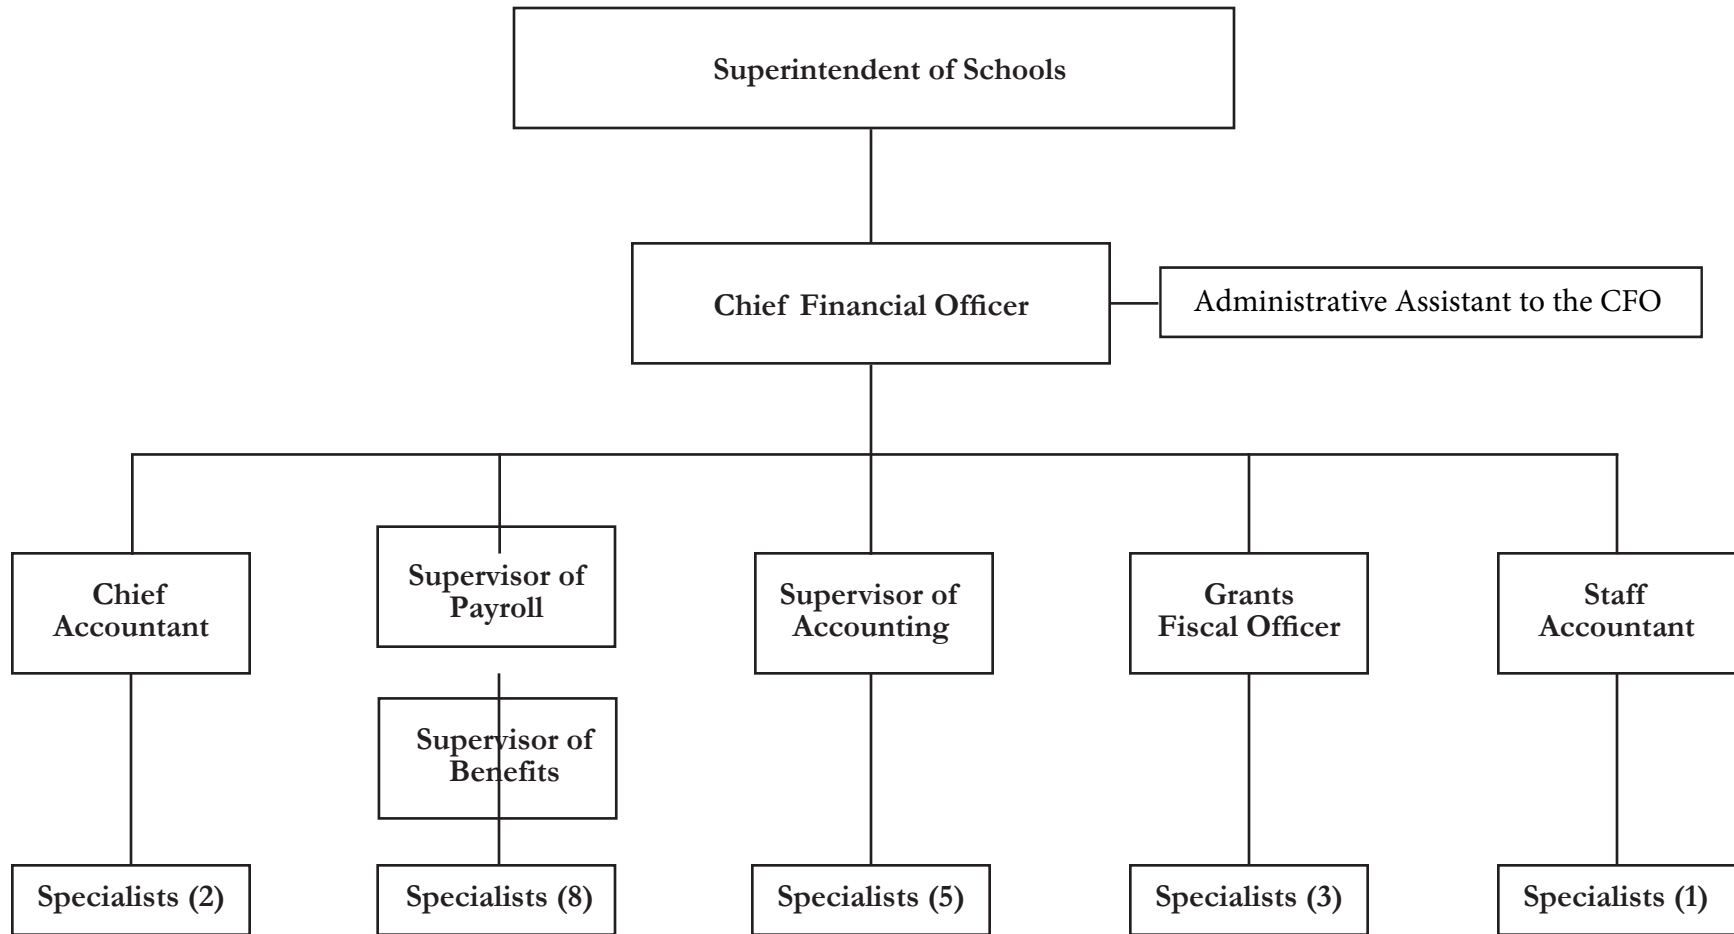 Superintendent of Schools
Chief Financial Officer
Administrative Assistant to the CFO
Chief
Accountant
Supervisor of
Payroll
Supervisor of
Benefits
Supervisor of
Accounting
Grants
Fiscal Officer
Staff
Accountant
Specialists (2)
Specialists (8)
Specialists (5)
Specialists (3)
Specialists (1)